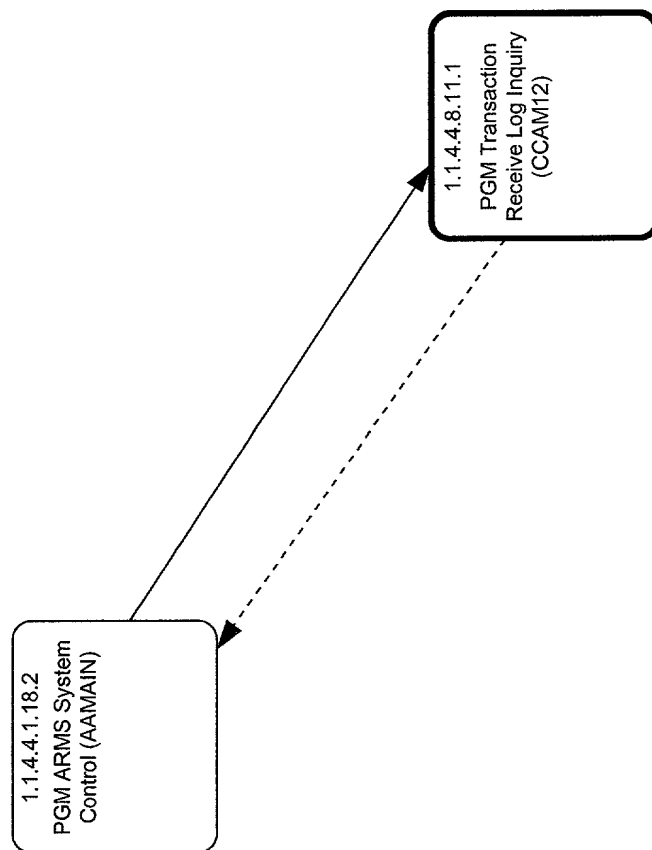 1.1.4.4.1.18.2
PGM ARMS System
Control (AAMAIN)
1.1.4.4.8.11.1
PGM Transaction
Receive Log Inquiry
(CCAM12)